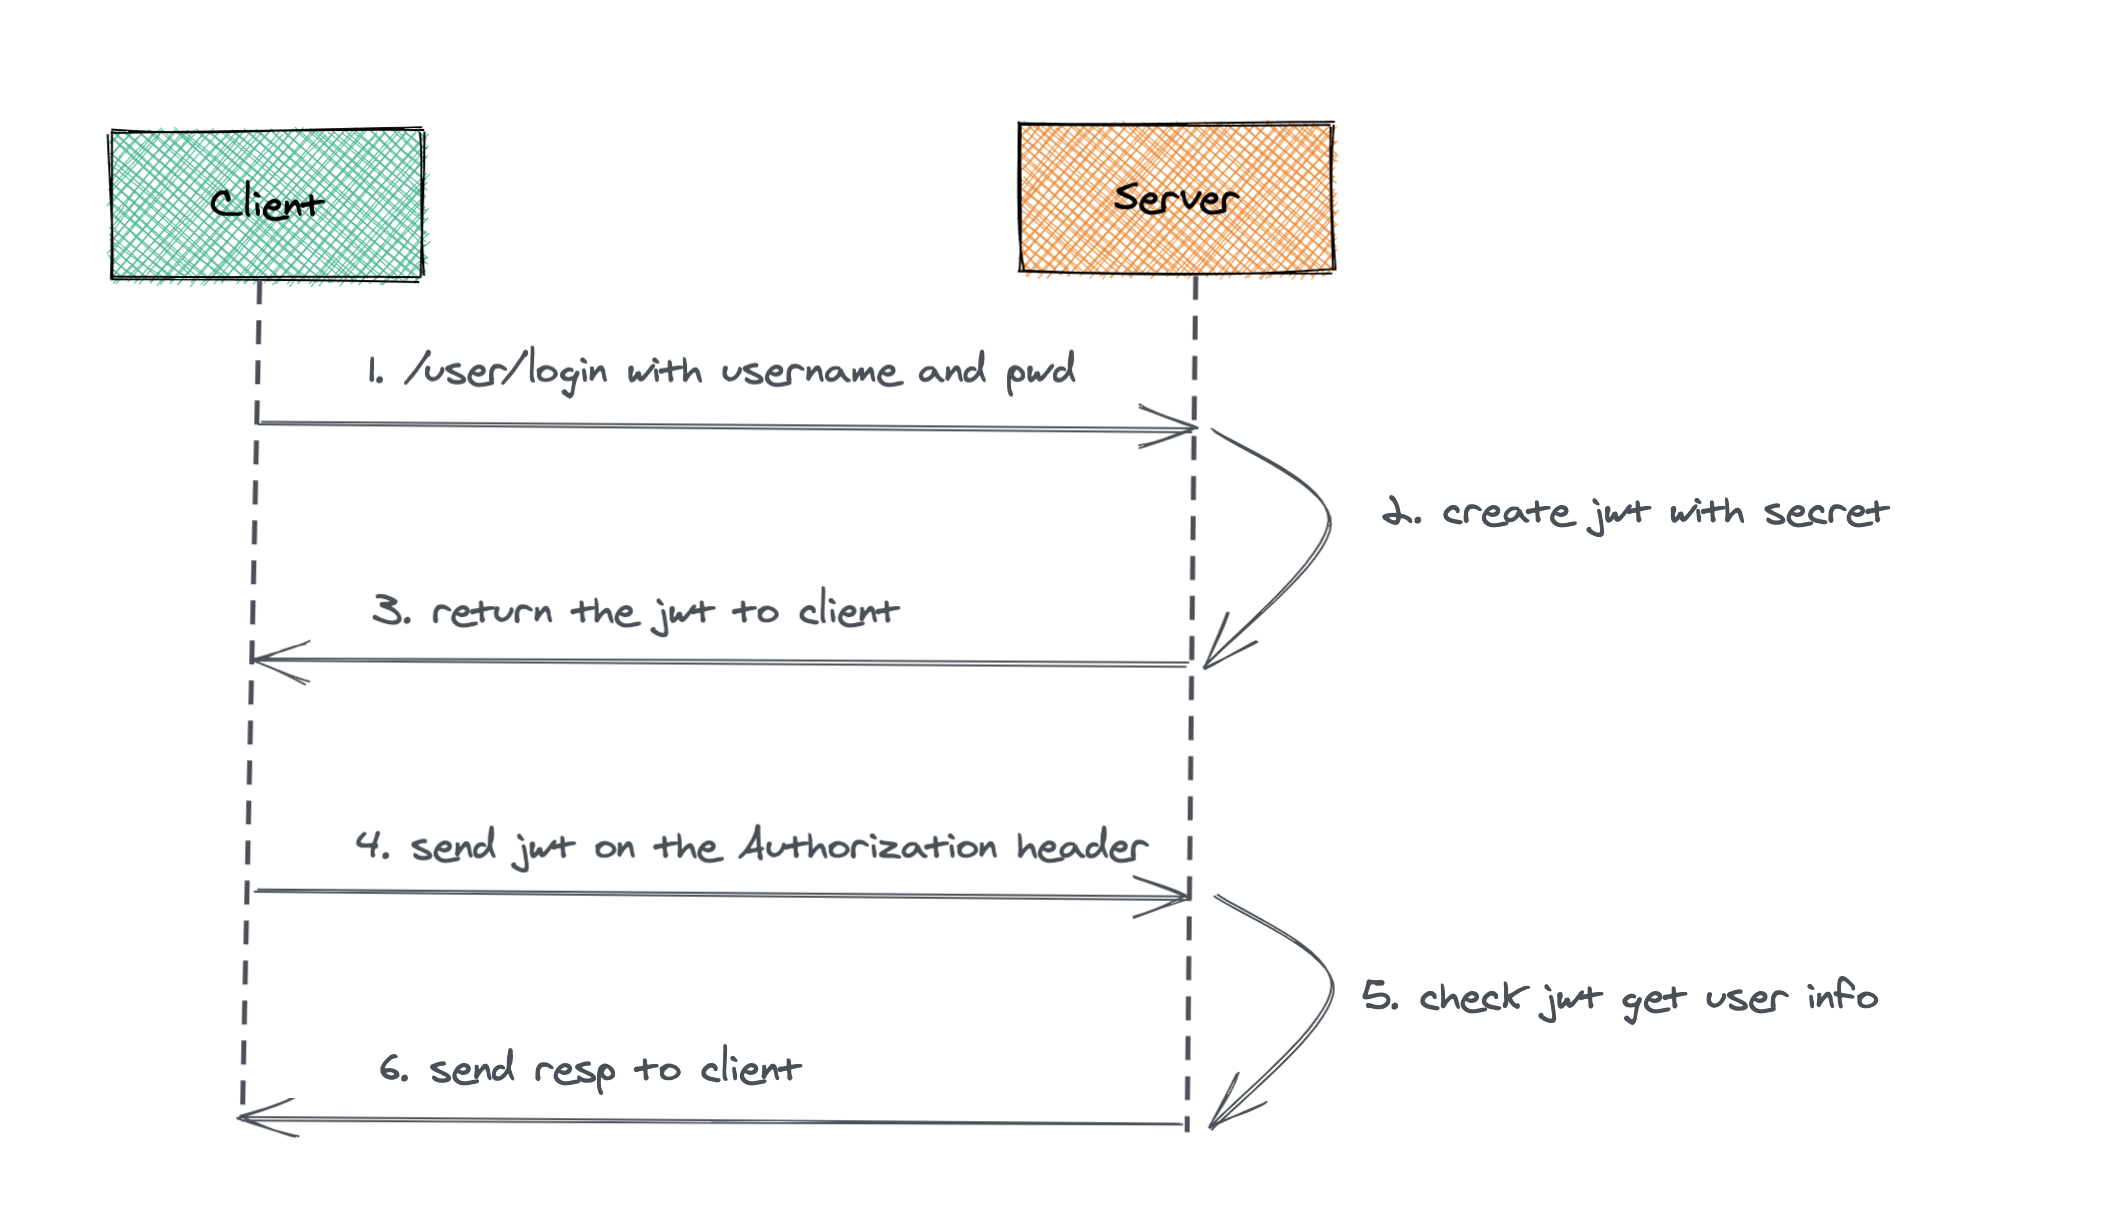 Client
Server
1. /user/login with username and pwd
2. create jwt with secret
3. return the jwt to client
4. send jwt on the Authorization header
5. check jwt get user info
6. send resp to client